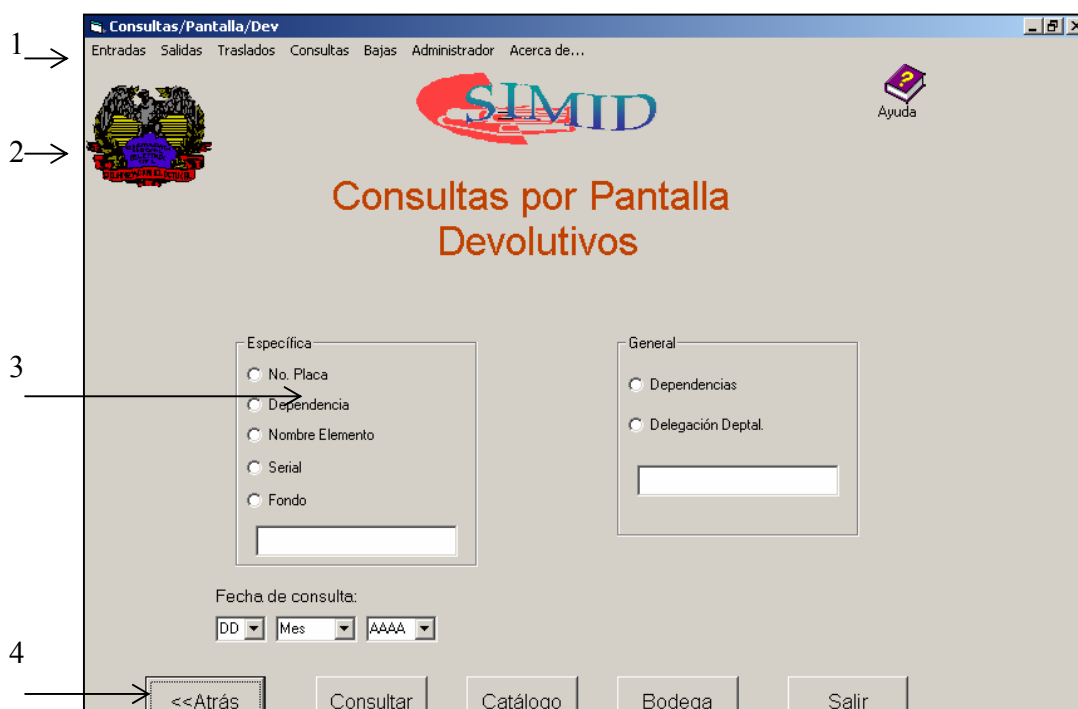 Consultas/Pantalla/Dev
1
Entradas Salidas Traslados Consultas Bajas Administrador Acerca de...
SIMID
Ayuda
2
Consultas por Pantalla
Devolutivos
3
Específica
No. Placa
Dependencia
Nombre Elemento
Serial
Fondo
General
Dependencias
Delegación Deptal.
Fecha de consulta:
DD Mes AAAA
4
<<Atrás Consultar Catálogo Bodega Salir